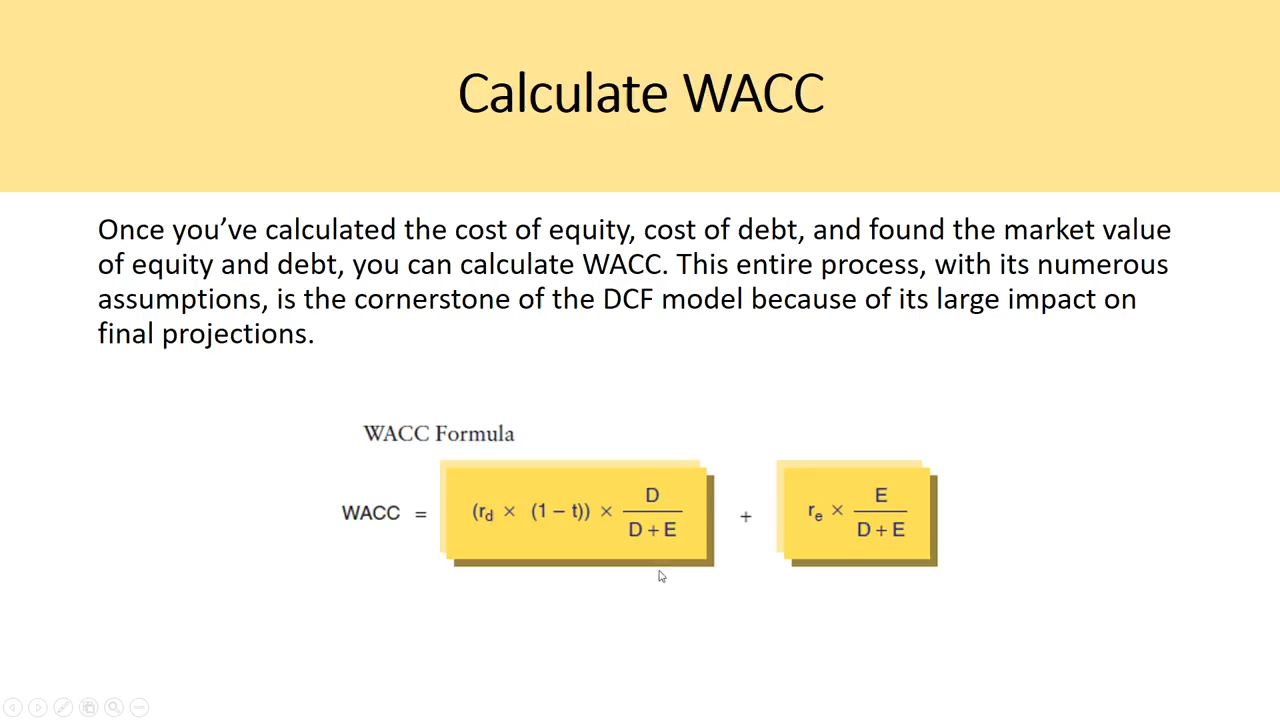 Calculate WACC
Once you’ve calculated the cost of equity, cost of debt, and found the market value
of equity and debt, you can calculate WACC. This entire process, with its numerous
assumptions, is the cornerstone of the DCF model because of its large impact on
final projections.
WACC Formula
WACC = (rd × (1 – t)) × D / D + E + re × E / D + E